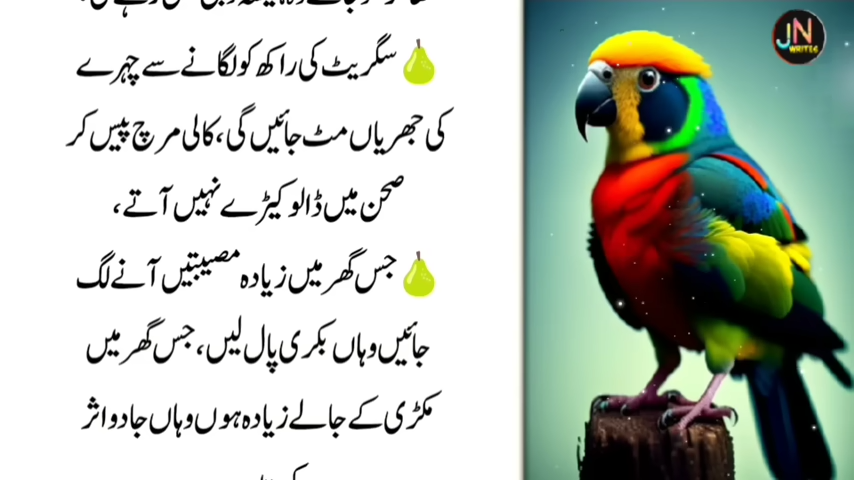 🍐 سگریٹ کی راکھ کو لگانے سے چہرے
کی جھریاں مٹ جائیں گی، کالی مرچ پیس کر
صحن میں ڈالو کیڑے نہیں آتے،
🍐 جس گھر میں زیادہ مصیبتیں آنے لگ
جائیں وہاں بکری پال لیں، جس گھر میں
مکڑی کے جالے زیادہ ہوں وہاں جادو اثر
JN
WRITES